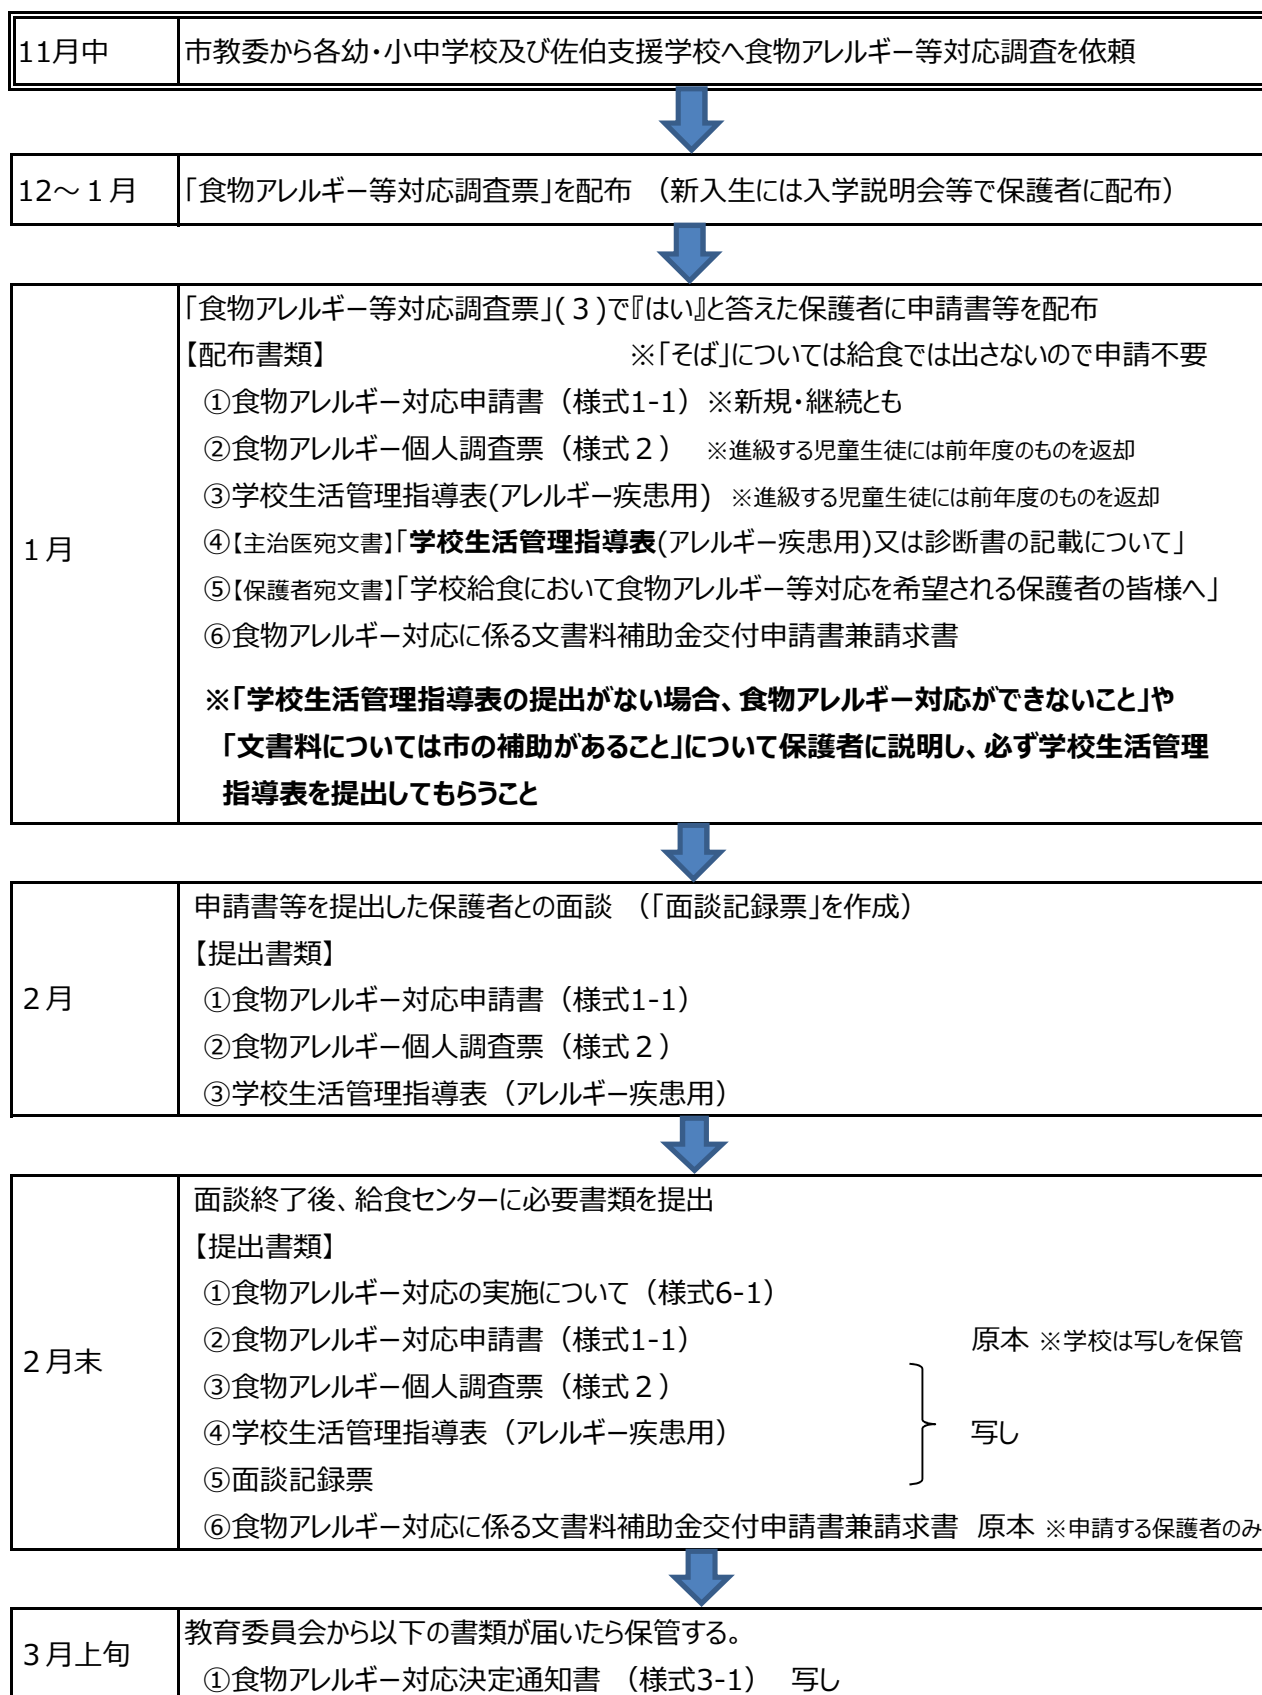 11月中
市教委から各幼・小中学校及び佐伯支援学校へ食物アレルギー等対応調査を依頼
12～１月
「食物アレルギー等対応調査票」を配布　（新入生には入学説明会等で保護者に配布）
１月
「食物アレルギー等対応調査票」(３)で『はい』と答えた保護者に申請書等を配布
【配布書類】　※「そば」については給食では出さないので申請不要
①食物アレルギー対応申請書（様式1-1）※新規・継続とも
②食物アレルギー個人調査票（様式２）　※進級する児童生徒には前年度のものを返却
③学校生活管理指導表(アレルギー疾患用)　※進級する児童生徒には前年度のものを返却
④【主治医宛文書】「学校生活管理指導表(アレルギー疾患用)又は診断書の記載について」
⑤【保護者宛文書】「学校給食において食物アレルギー等対応を希望される保護者の皆様へ」
⑥食物アレルギー対応に係る文書料補助金交付申請書兼請求書
※「学校生活管理指導表の提出がない場合、食物アレルギー対応ができないこと」や
「文書料については市の補助があること」について保護者に説明し、必ず学校生活管理
指導表を提出してもらうこと
２月
申請書等を提出した保護者との面談　（「面談記録票」を作成）
【提出書類】
①食物アレルギー対応申請書（様式1-1）
②食物アレルギー個人調査票（様式２）
③学校生活管理指導表（アレルギー疾患用）
２月末
面談終了後、給食センターに必要書類を提出
【提出書類】
①食物アレルギー対応の実施について（様式6-1）
②食物アレルギー対応申請書（様式1-1）　原本 ※学校は写しを保管
③食物アレルギー個人調査票（様式２）
④学校生活管理指導表（アレルギー疾患用）　写し
⑤面談記録票
⑥食物アレルギー対応に係る文書料補助金交付申請書兼請求書　原本 ※申請する保護者のみ
３月上旬
教育委員会から以下の書類が届いたら保管する。
①食物アレルギー対応決定通知書　（様式3-1）　写し